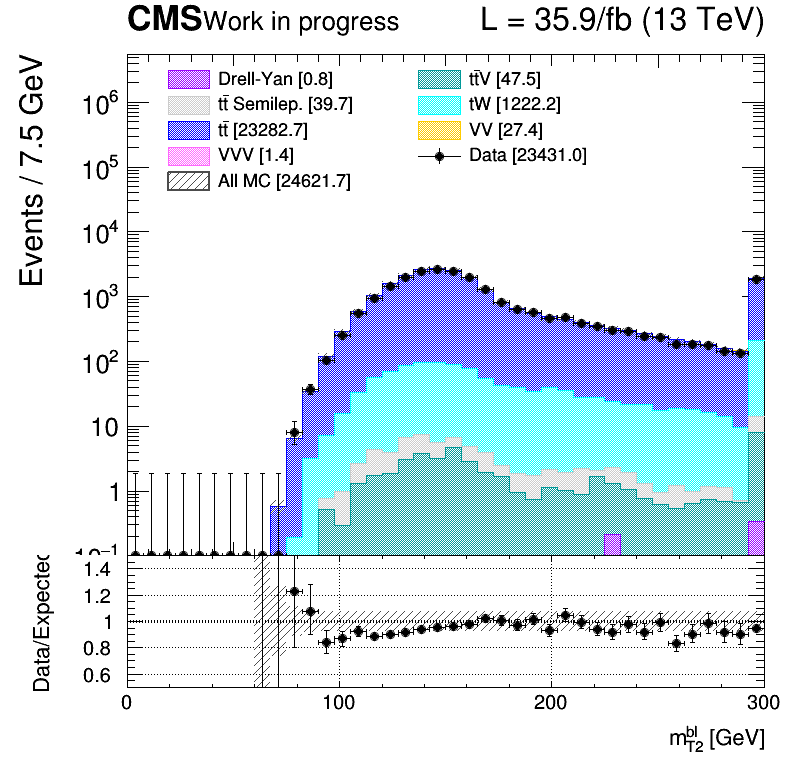 CMS Work in progress L = 35.9/fb (13 TeV)
Events / 7.5 GeV
Drell-Yan [0.8]
tt̄ Semilep. [39.7]
tt̄ [23282.7]
VVV [1.4]
All MC [24621.7]
tt̄V [47.5]
tW [1222.2]
VV [27.4]
Data [23431.0]
10⁶
10⁵
10⁴
10³
10²
10
1
10⁻¹
Data/Expected
1.4
1.2
1
0.8
0.6
0 100 200 300
m_{T2}^{bl} [GeV]